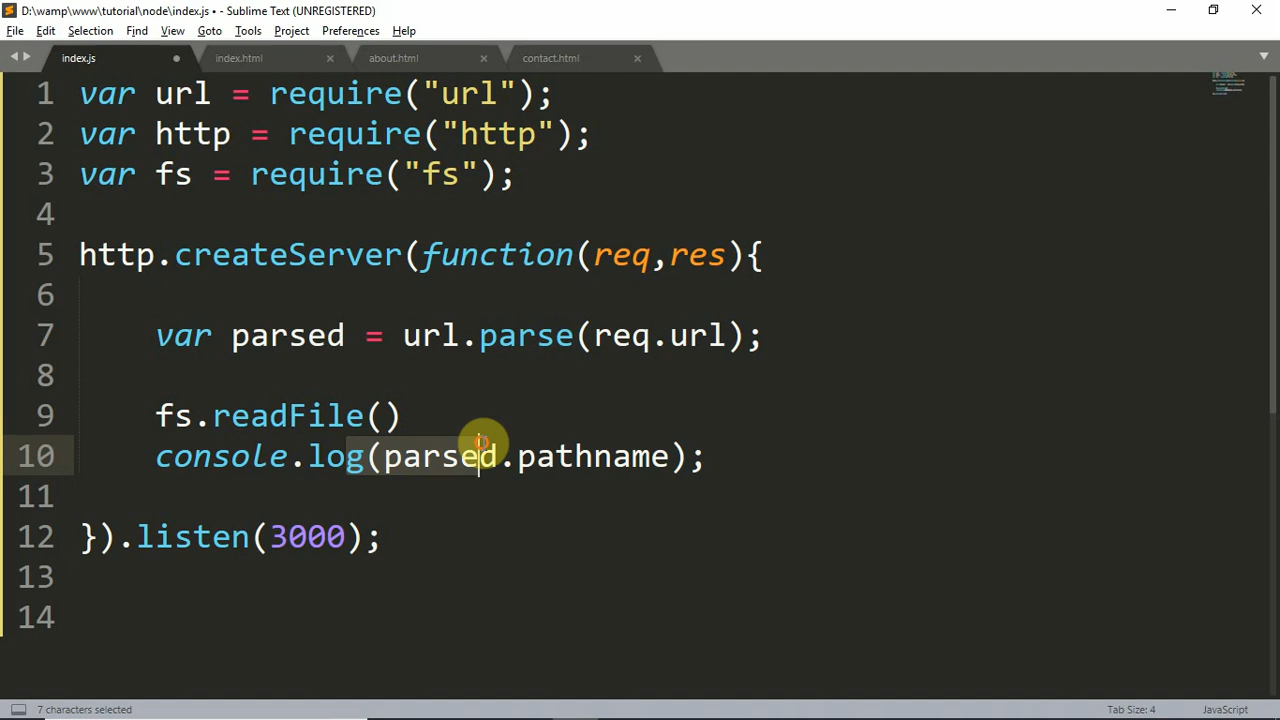 D:\wamp\www\tutorial\node\index.js • - Sublime Text (UNREGISTERED)
File Edit Selection Find View Goto Tools Project Preferences Help
index.js index.html about.html contact.html
1 var url = require("url");
2 var http = require("http");
3 var fs = require("fs");
4
5 http.createServer(function(req,res){
6
7 var parsed = url.parse(req.url);
8
9 fs.readFile()
10 console.log(parsed.pathname);
11
12 }).listen(3000);
13
14
7 characters selected Tab Size: 4 JavaScript